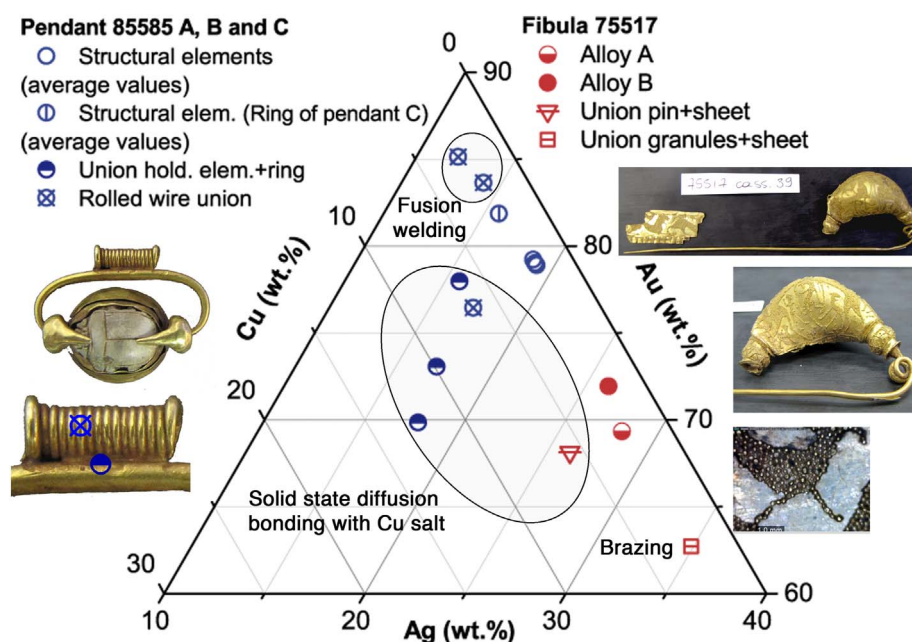 Pendant 85585 A, B and C
Structural elements
(average values)
Structural elem. (Ring of pendant C)
(average values)
Union hold. elem.+ring
Rolled wire union
Fibula 75517
Alloy A
Alloy B
Union pin+sheet
Union granules+sheet
0
90
10
80
20
70
30
60
10
20
30
40
Cu (wt.%)
Au (wt.%)
Ag (wt.%)
Fusion
welding
Solid state diffusion
bonding with Cu salt
Brazing
75517 cass. 39
1.0 mm